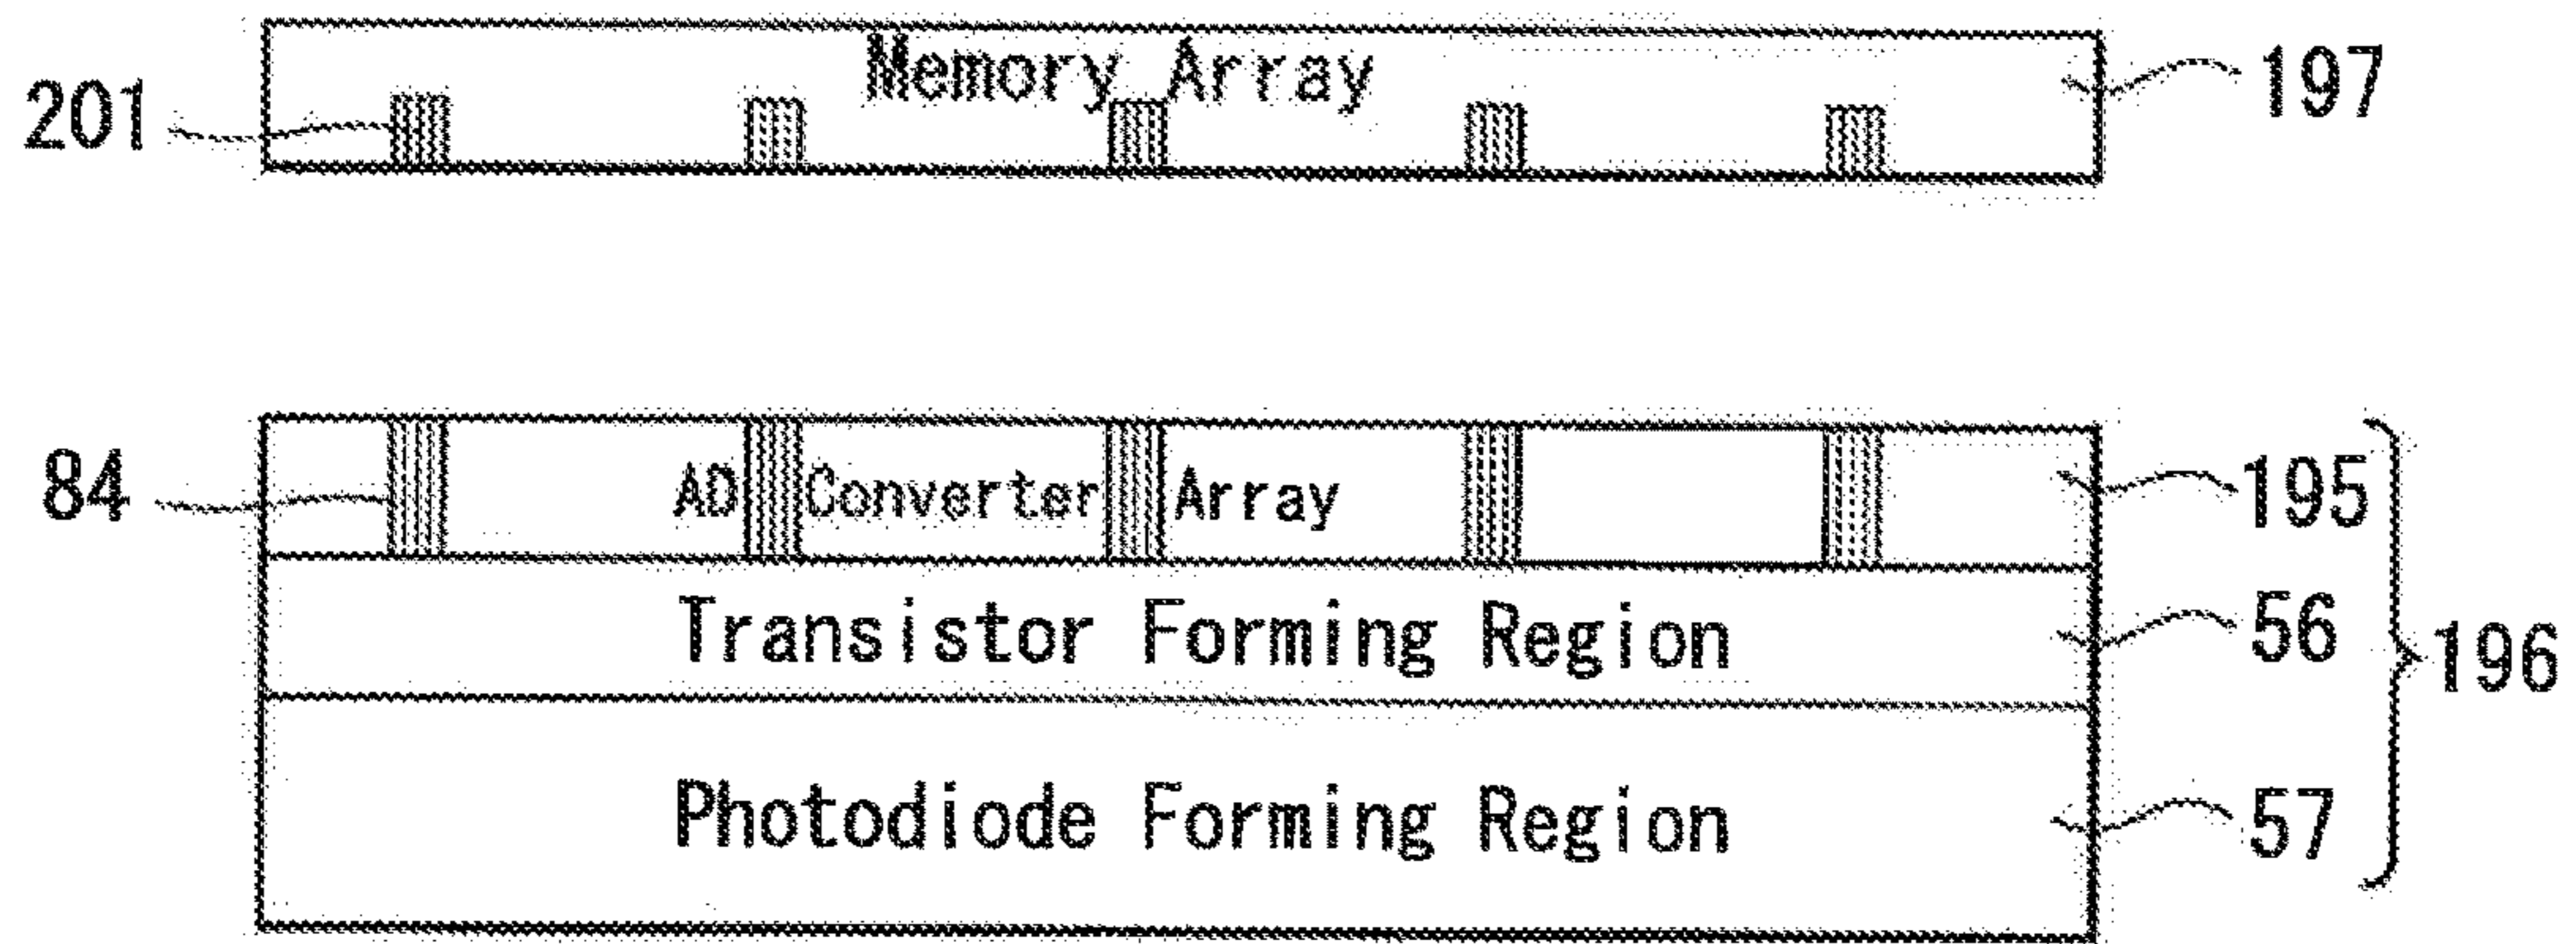 Memory Array
197
201
84
AD Converter Array
195
Transistor Forming Region
56
196
Photodiode Forming Region
57